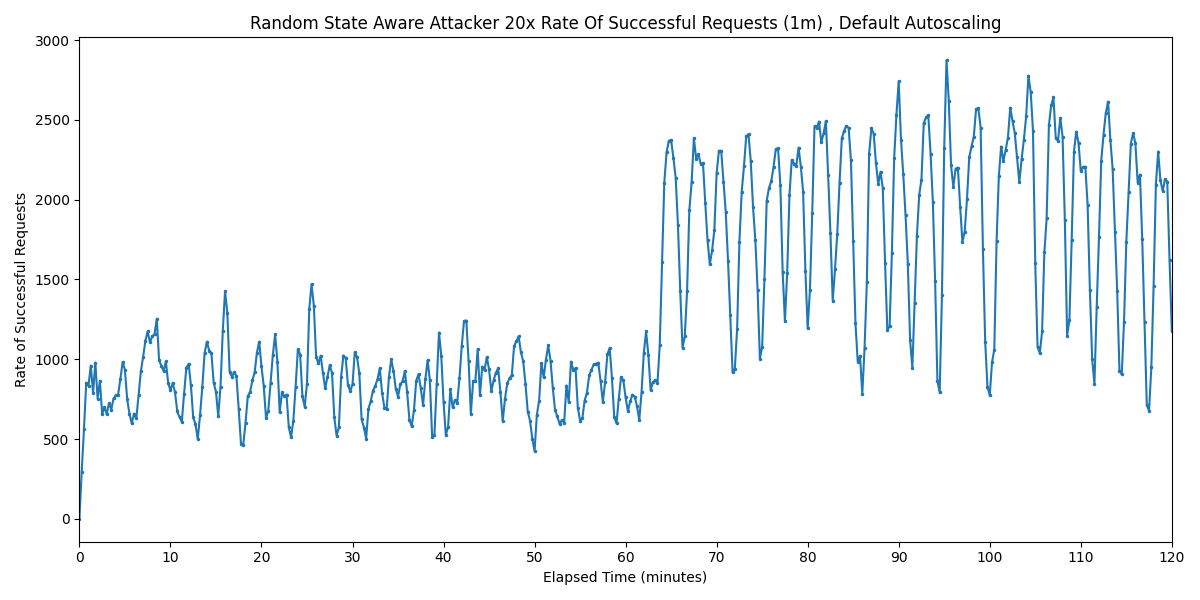 Random State Aware Attacker 20x Rate Of Successful Requests (1m) , Default Autoscaling
3000
2500
2000
1500
1000
500
0
Rate of Successful Requests
0 10 20 30 40 50 60 70 80 90 100 110 120
Elapsed Time (minutes)